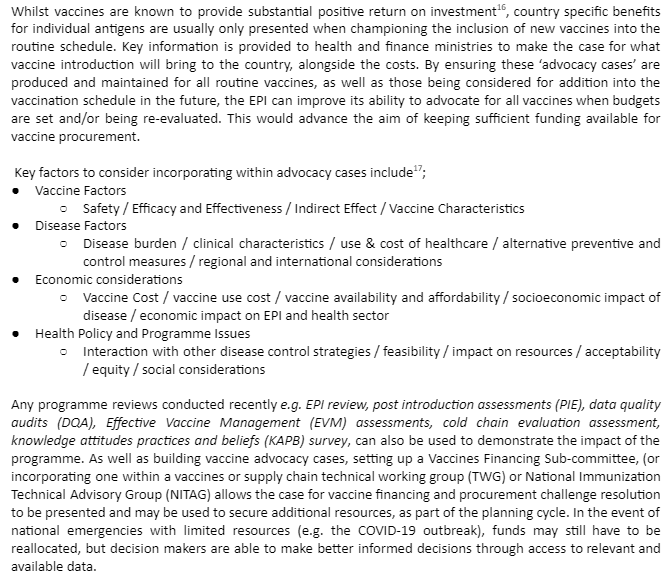 Whilst vaccines are known to provide substantial positive return on investment¹⁶, country specific benefits
for individual antigens are usually only presented when championing the inclusion of new vaccines into the
routine schedule. Key information is provided to health and finance ministries to make the case for what
vaccine introduction will bring to the country, alongside the costs. By ensuring these ‘advocacy cases’ are
produced and maintained for all routine vaccines, as well as those being considered for addition into the
vaccination schedule in the future, the EPI can improve its ability to advocate for all vaccines when budgets
are set and/or being re-evaluated. This would advance the aim of keeping sufficient funding available for
vaccine procurement.
Key factors to consider incorporating within advocacy cases include¹⁷;
● Vaccine Factors
○ Safety / Efficacy and Effectiveness / Indirect Effect / Vaccine Characteristics
● Disease Factors
○ Disease burden / clinical characteristics / use & cost of healthcare / alternative preventive and
control measures / regional and international considerations
● Economic considerations
○ Vaccine Cost / vaccine use cost / vaccine availability and affordability / socioeconomic impact of
disease / economic impact on EPI and health sector
● Health Policy and Programme Issues
○ Interaction with other disease control strategies / feasibility / impact on resources / acceptability
/ equity / social considerations
Any programme reviews conducted recently e.g. EPI review, post introduction assessments (PIE), data quality
audits (DQA), Effective Vaccine Management (EVM) assessments, cold chain evaluation assessment,
knowledge attitudes practices and beliefs (KAPB) survey, can also be used to demonstrate the impact of the
programme. As well as building vaccine advocacy cases, setting up a Vaccines Financing Sub-committee, (or
incorporating one within a vaccines or supply chain technical working group (TWG) or National Immunization
Technical Advisory Group (NITAG) allows the case for vaccine financing and procurement challenge resolution
to be presented and may be used to secure additional resources, as part of the planning cycle. In the event of
national emergencies with limited resources (e.g. the COVID-19 outbreak), funds may still have to be
reallocated, but decision makers are able to make better informed decisions through access to relevant and
available data.